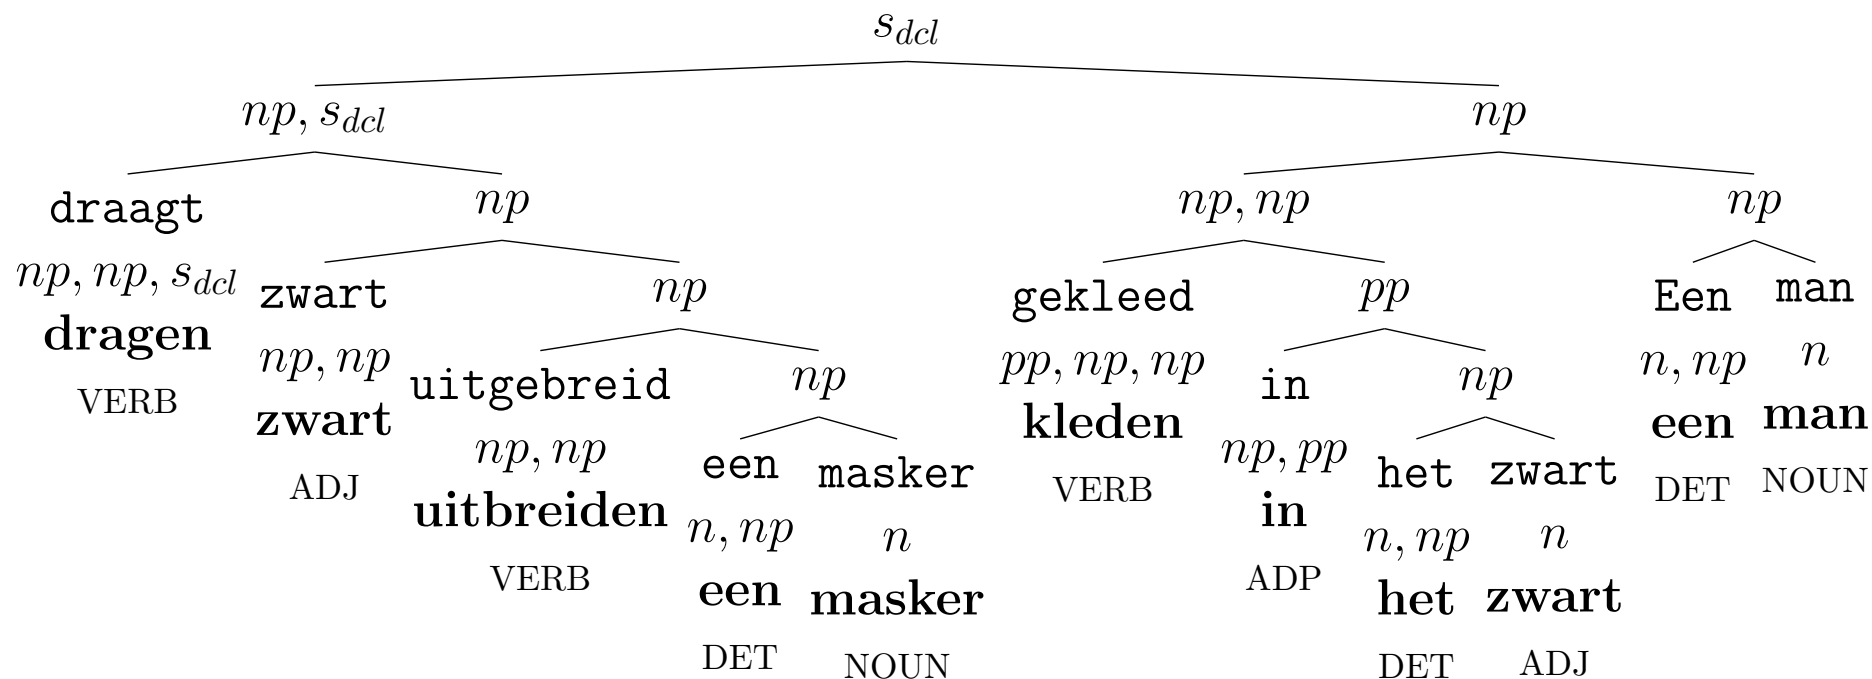 s_dcl
np, s_dcl np
draagt np np, np np
np, np, s_dcl zwart np gekleed pp Een man
dragen np, np uitgebreid np pp, np, np in np n, np n
VERB zwart np, np een masker kleden np, pp het zwart een man
ADJ uitbreiden n, np n VERB in n, np n DET NOUN
VERB een masker ADP het zwart
DET NOUN DET ADJ